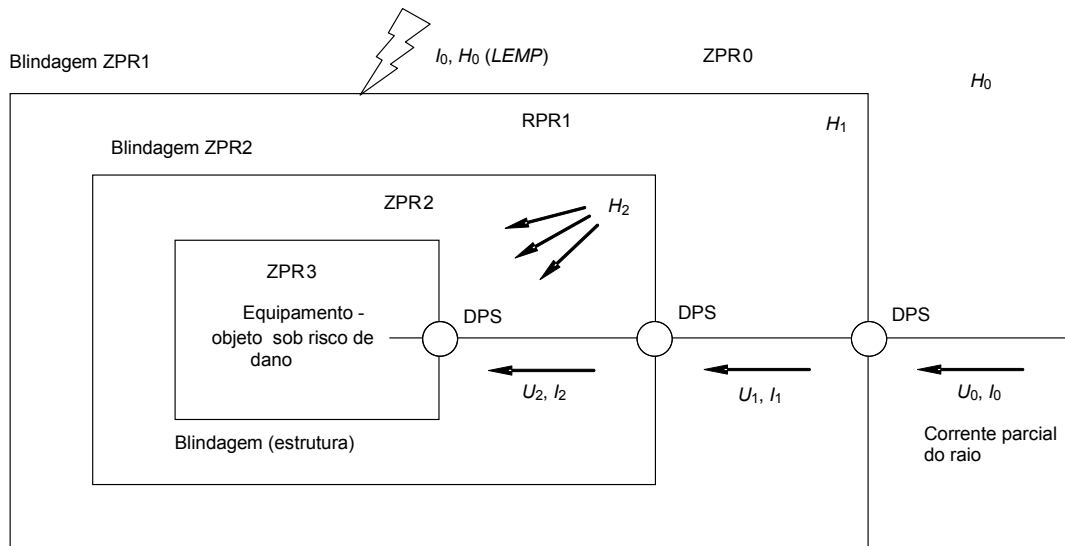 Blindagem ZPR1
I0, H0 (LEMP)
ZPR0
H0
RPR1
H1
Blindagem ZPR2
ZPR2
H2
ZPR3
Equipamento -
objeto sob risco de
dano
DPS
DPS
DPS
U2, I2
U1, I1
U0, I0
Blindagem (estrutura)
Corrente parcial
do raio